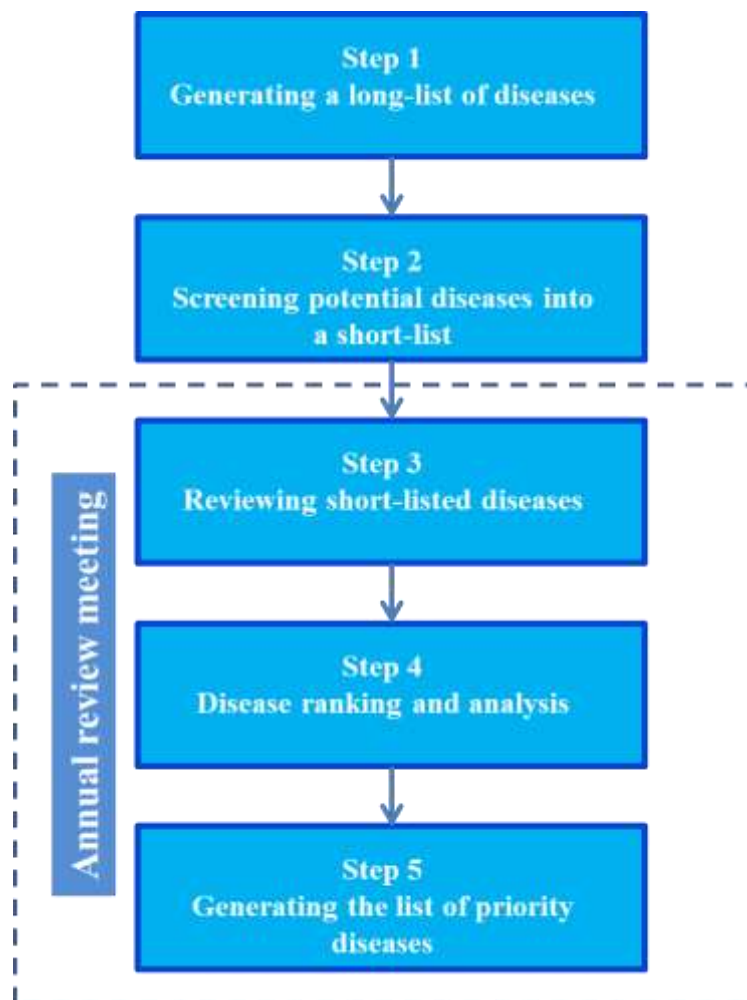 Step 1
Generating a long-list of diseases
Step 2
Screening potential diseases into
a short-list
Annual review meeting
Step 3
Reviewing short-listed diseases
Step 4
Disease ranking and analysis
Step 5
Generating the list of priority
diseases